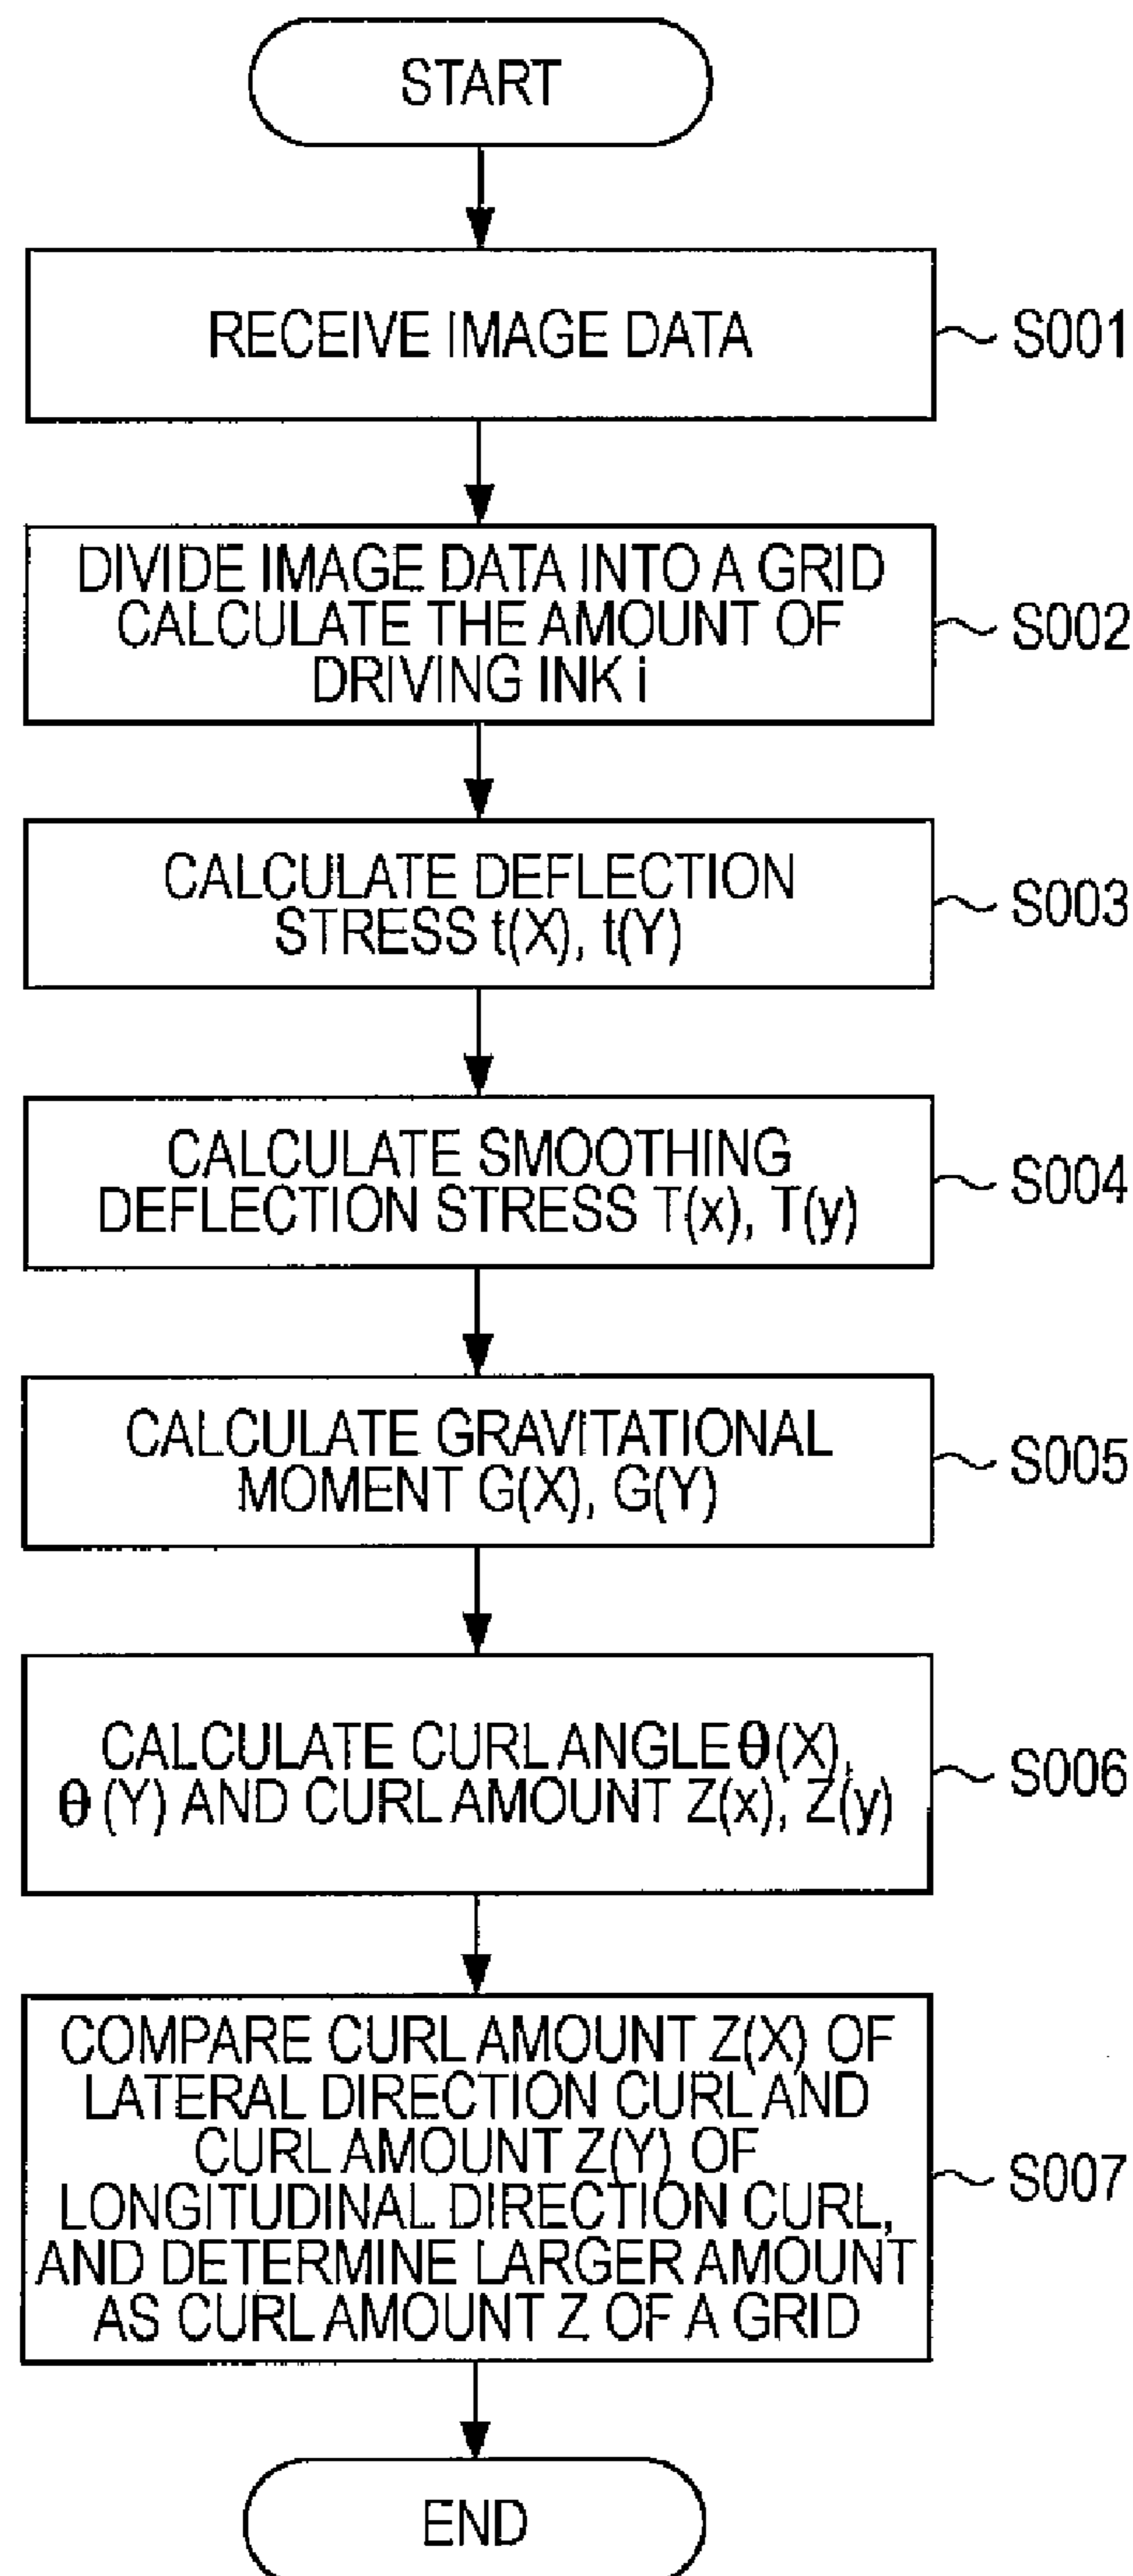 START
RECEIVE IMAGE DATA
S001
DIVIDE IMAGE DATA INTO A GRID
CALCULATE THE AMOUNT OF
DRIVING INK i
S002
CALCULATE DEFLECTION
STRESS t(X), t(Y)
S003
CALCULATE SMOOTHING
DEFLECTION STRESS T(x), T(y)
S004
CALCULATE GRAVITATIONAL
MOMENT G(X), G(Y)
S005
CALCULATE CURL ANGLE θ(X),
θ(Y) AND CURL AMOUNT Z(x), Z(y)
S006
COMPARE CURL AMOUNT Z(X) OF
LATERAL DIRECTION CURL AND
CURL AMOUNT Z(Y) OF
LONGITUDINAL DIRECTION CURL,
AND DETERMINE LARGER AMOUNT
AS CURL AMOUNT Z OF A GRID
S007
END